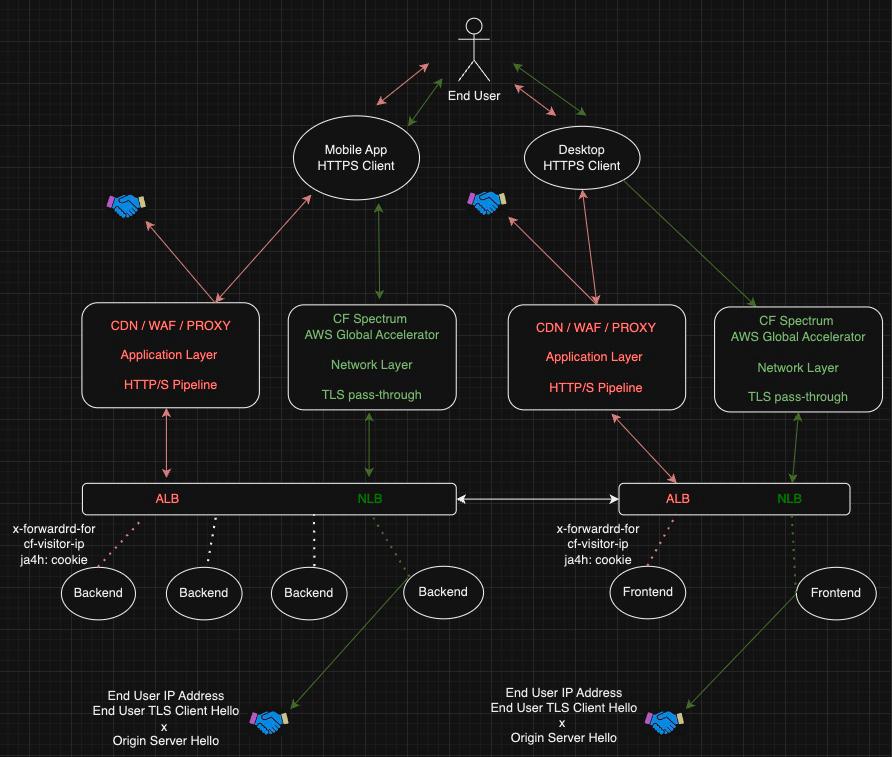 End User
Mobile App
HTTPS Client
Desktop
HTTPS Client
CDN / WAF / PROXY
Application Layer
HTTP/S Pipeline
CF Spectrum
AWS Global Accelerator
Network Layer
TLS pass-through
CDN / WAF / PROXY
Application Layer
HTTP/S Pipeline
CF Spectrum
AWS Global Accelerator
Network Layer
TLS pass-through
ALB
NLB
ALB
NLB
x-forwardrd-for
cf-visitor-ip
ja4h: cookie
x-forwardrd-for
cf-visitor-ip
ja4h: cookie
Backend
Backend
Backend
Backend
Frontend
Frontend
End User IP Address
End User TLS Client Hello
x
Origin Server Hello
End User IP Address
End User TLS Client Hello
x
Origin Server Hello